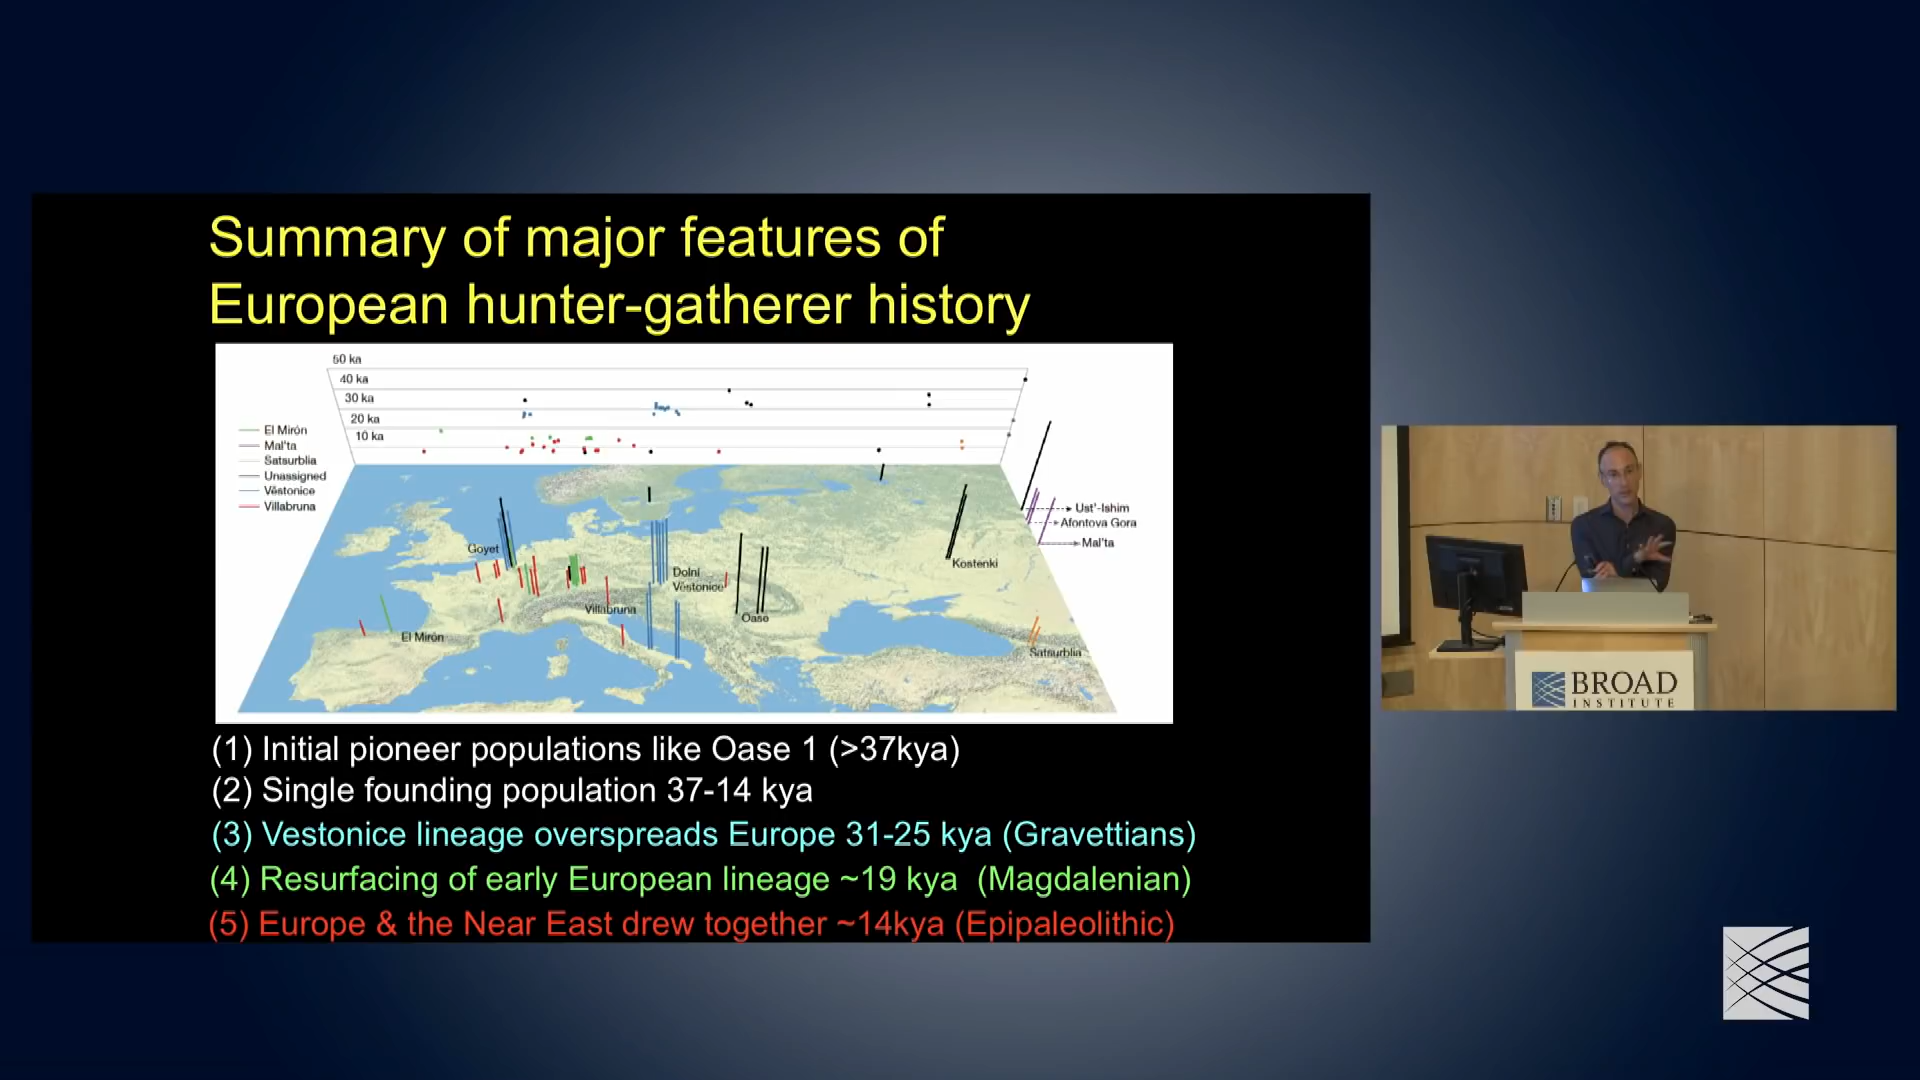 Summary of major features of
European hunter-gatherer history
50 ka
40 ka
30 ka
20 ka
10 ka
El Mirón
Mal'ta
Satsurblia
Unassigned
Věstonice
Villabruna
Goyet
Dolní
Věstonice
Villabruna
Oase
El Mirón
Kostenki
Satsurblia
Ust'-Ishim
Afontova Gora
Mal'ta
(1) Initial pioneer populations like Oase 1 (>37kya)
(2) Single founding population 37-14 kya
(3) Vestonice lineage overspreads Europe 31-25 kya (Gravettians)
(4) Resurfacing of early European lineage ~19 kya (Magdalenian)
(5) Europe & the Near East drew together ~14kya (Epipaleolithic)
BROAD
INSTITUTE